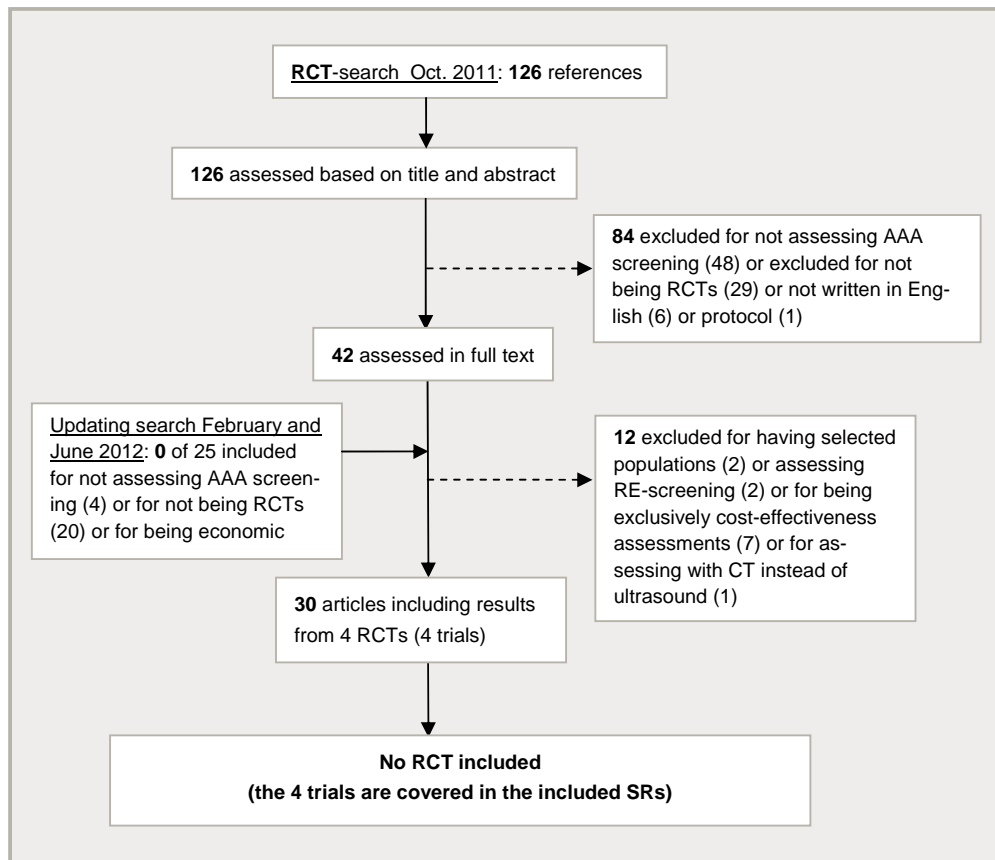 RCT-search Oct. 2011: 126 references
126 assessed based on title and abstract
84 excluded for not assessing AAA
screening (48) or excluded for not
being RCTs (29) or not written in Eng-
lish (6) or protocol (1)
42 assessed in full text
Updating search February and
June 2012: 0 of 25 included
for not assessing AAA screen-
ing (4) or for not being RCTs
(20) or for being economic
12 excluded for having selected
populations (2) or assessing
RE-screening (2) or for being
exclusively cost-effectiveness
assessments (7) or for as-
sessing with CT instead of
ultrasound (1)
30 articles including results
from 4 RCTs (4 trials)
No RCT included
(the 4 trials are covered in the included SRs)